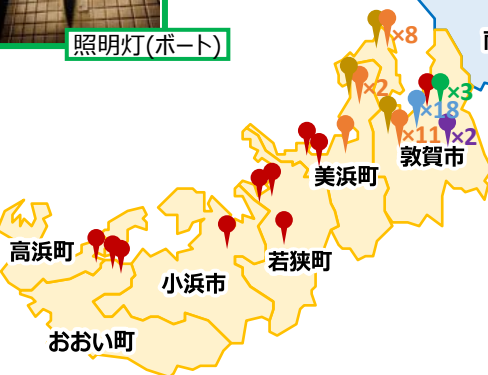 照明灯(ボート)
×8
×2
×3
×18
×11
×2
敦賀市
美浜町
若狭町
高浜町
小浜市
おおい町